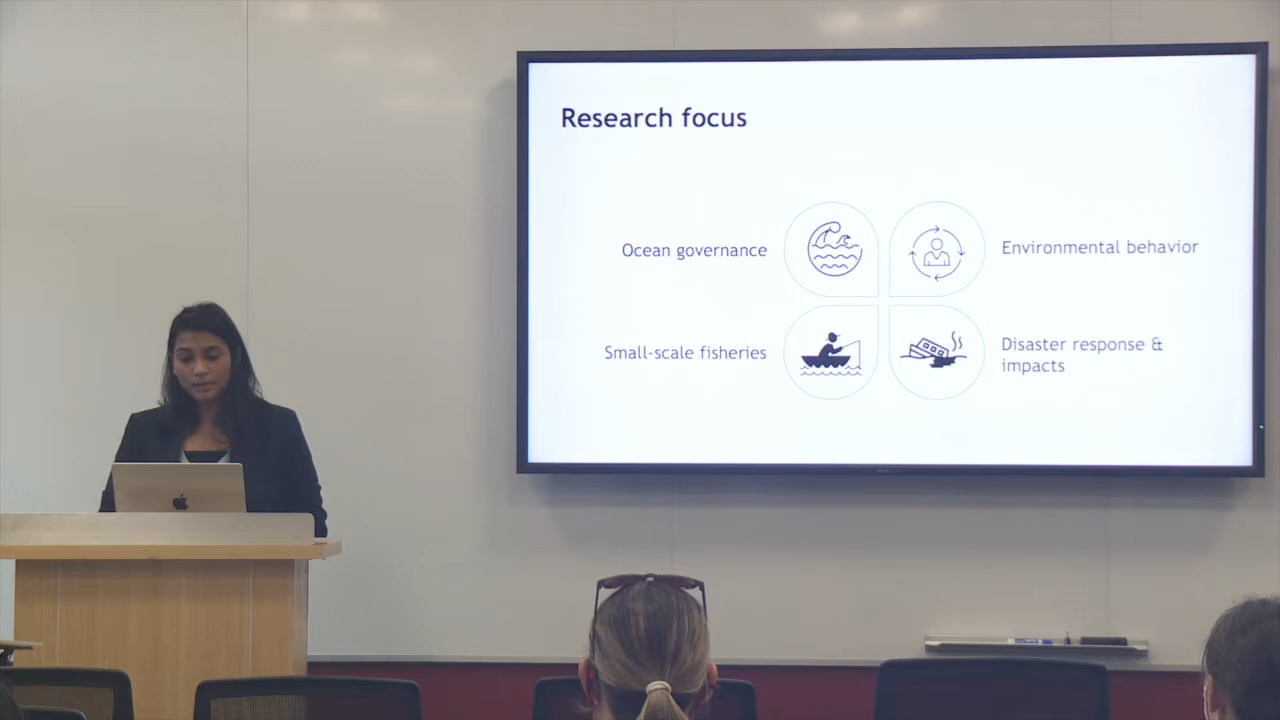 Research focus
Ocean governance
Environmental behavior
Small-scale fisheries
Disaster response &
impacts